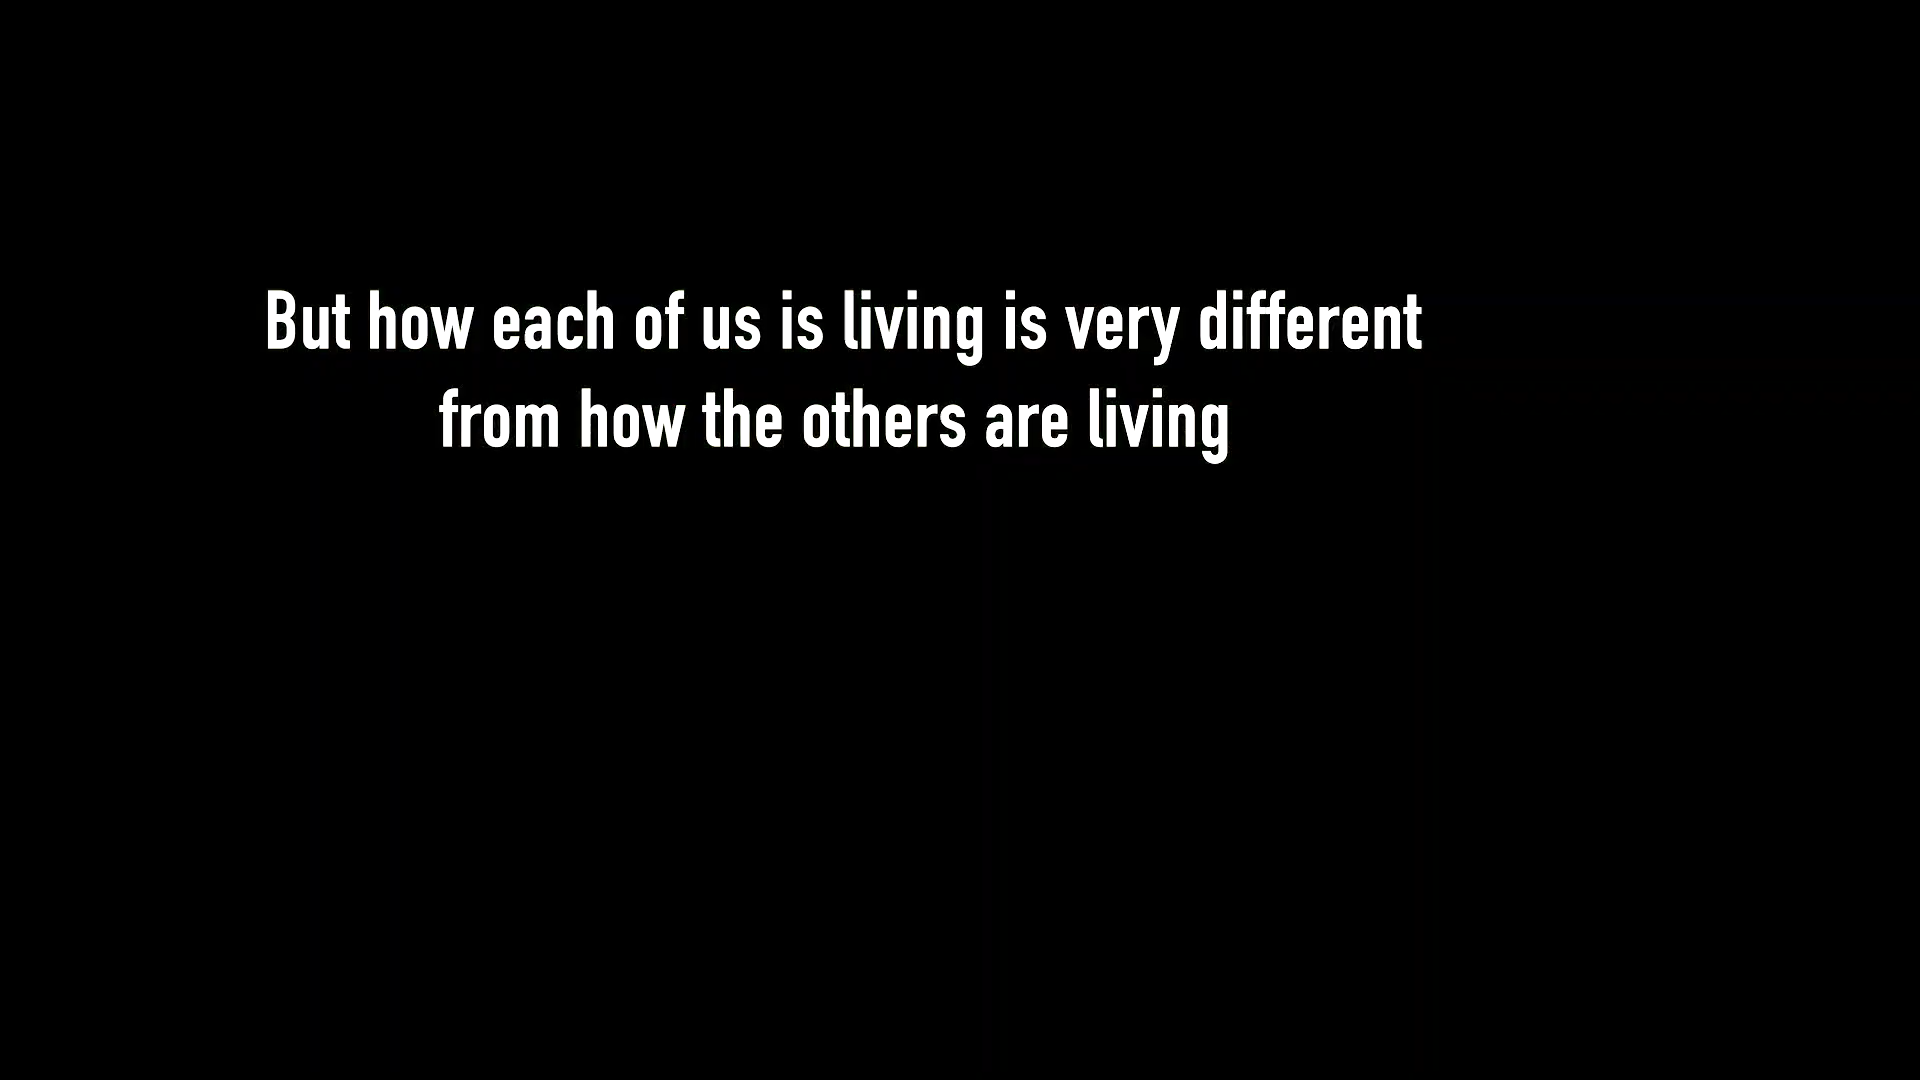 But how each of us is living is very different
from how the others are living